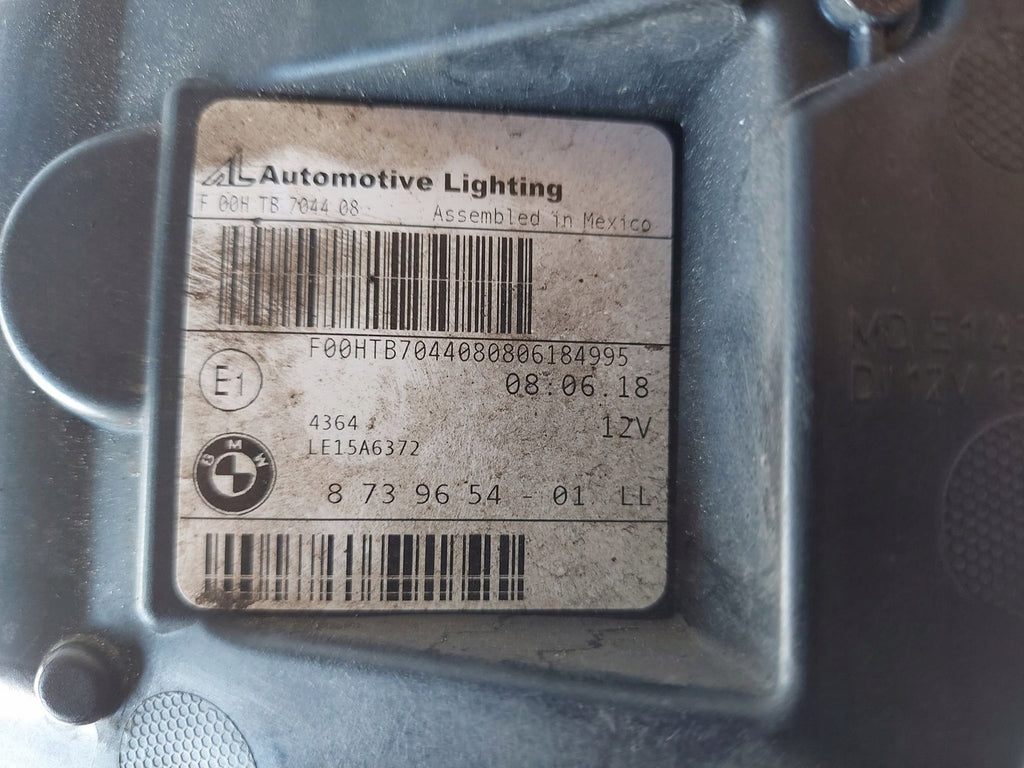 AL Automotive Lighting
F 00H TB 7044 08 Assembled in Mexico
F00HTB7044080806184995
E1 08:06.18
4364 12V
LE15A6372
BMW
8 73 96 54 - 01 LL